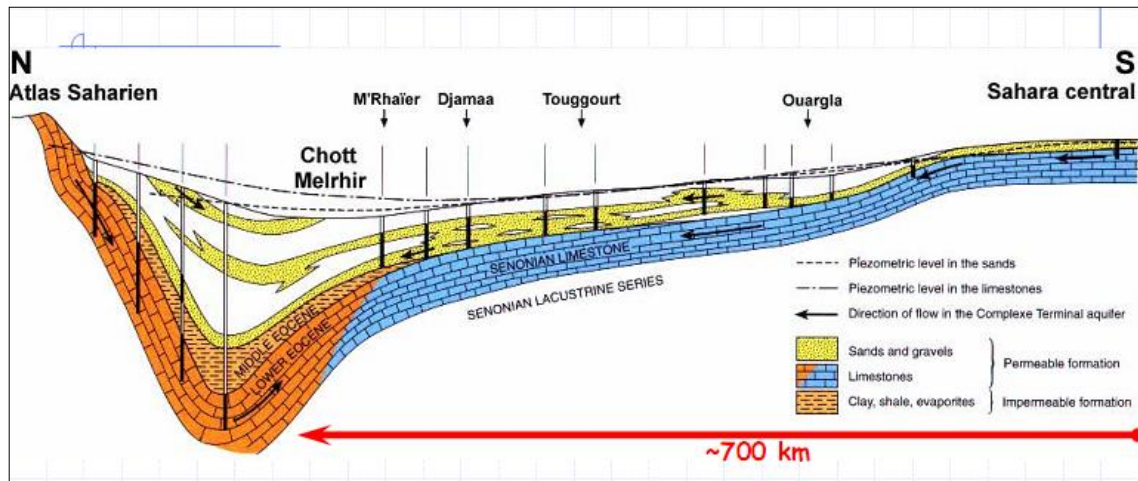 N
S
Atlas Saharien
Sahara central
M'Rhaïer
Djamaa
Touggourt
Ouargla
Chott
Melrhir
SENONIAN LIMESTONE
SENONIAN LACUSTRINE SERIES
MIDDLE EOCENE
LOWER EOCENE
Piezometric level in the sands
Piezometric level in the limestones
Direction of flow in the Complexe Terminal aquifer
Sands and gravels
Limestones
Permeable formation
Clay, shale, evaporites
Impermeable formation
~700 km